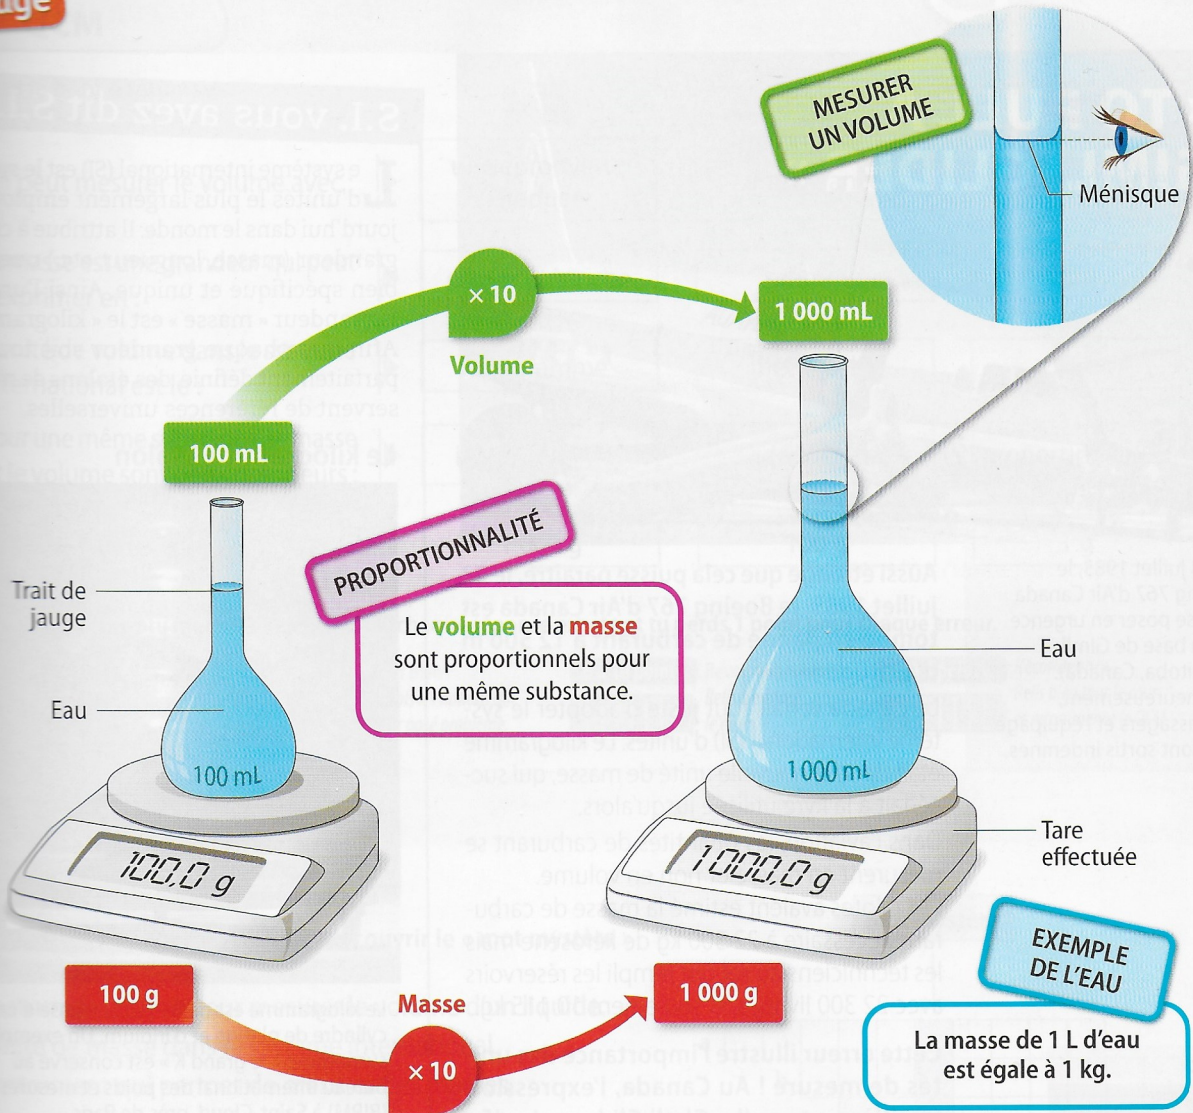 MESURER
UN VOLUME
Ménisque
× 10
1 000 mL
Volume
100 mL
PROPORTIONNALITÉ
Trait de
jauge
Le volume et la masse
sont proportionnels pour
une même substance.
Eau
Eau
100 mL
1 000 mL
Tare
effectuée
100,0 g
1000,0 g
EXEMPLE
DE L'EAU
100 g
Masse
1 000 g
× 10
La masse de 1 L d'eau
est égale à 1 kg.